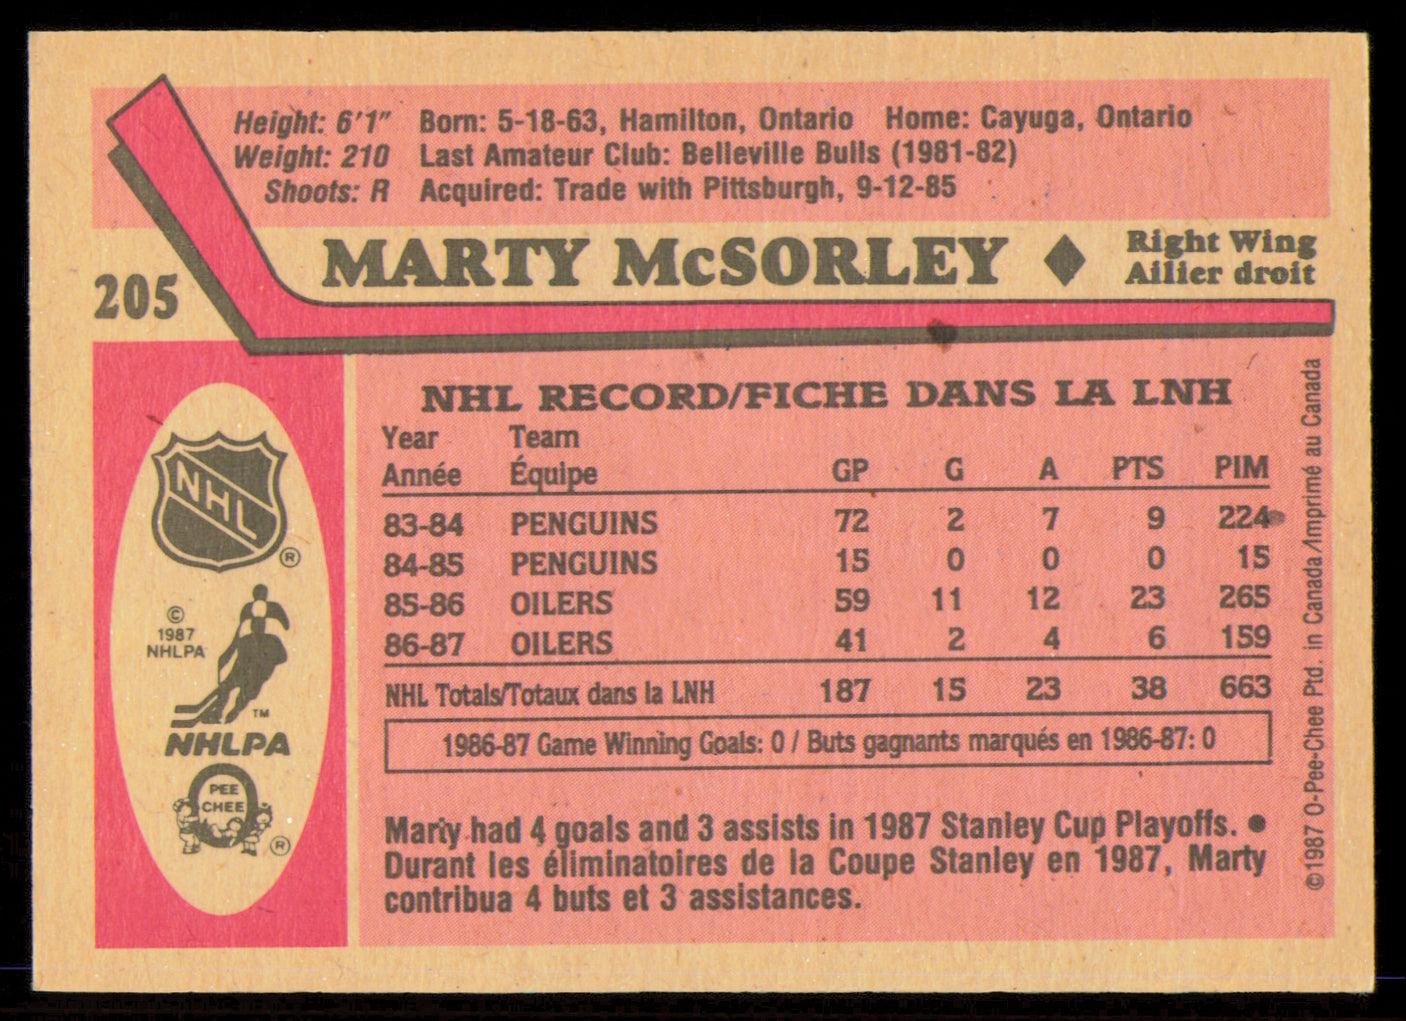 Height: 6'1" Born: 5-18-63, Hamilton, Ontario Home: Cayuga, Ontario
Weight: 210 Last Amateur Club: Belleville Bulls (1981-82)
Shoots: R Acquired: Trade with Pittsburgh, 9-12-85
MARTY McSORLEY ♦ Right Wing
Ailier droit
205
NHL RECORD/FICHE DANS LA LNH
Year Team
Année Équipe GP G A PTS PIM
83-84 PENGUINS 72 2 7 9 224
84-85 PENGUINS 15 0 0 0 15
85-86 OILERS 59 11 12 23 265
86-87 OILERS 41 2 4 6 159
NHL Totals/Totaux dans la LNH 187 15 23 38 663
1986-87 Game Winning Goals: 0 / Buts gagnants marqués en 1986-87: 0
Marty had 4 goals and 3 assists in 1987 Stanley Cup Playoffs. •
Durant les éliminatoires de la Coupe Stanley en 1987, Marty
contribua 4 buts et 3 assistances.
NHL
®
©
1987
NHLPA
TM
NHLPA
PEE
CHEE
®
©1987 O-Pee-Chee Ptd. in Canada/Imprimé au Canada